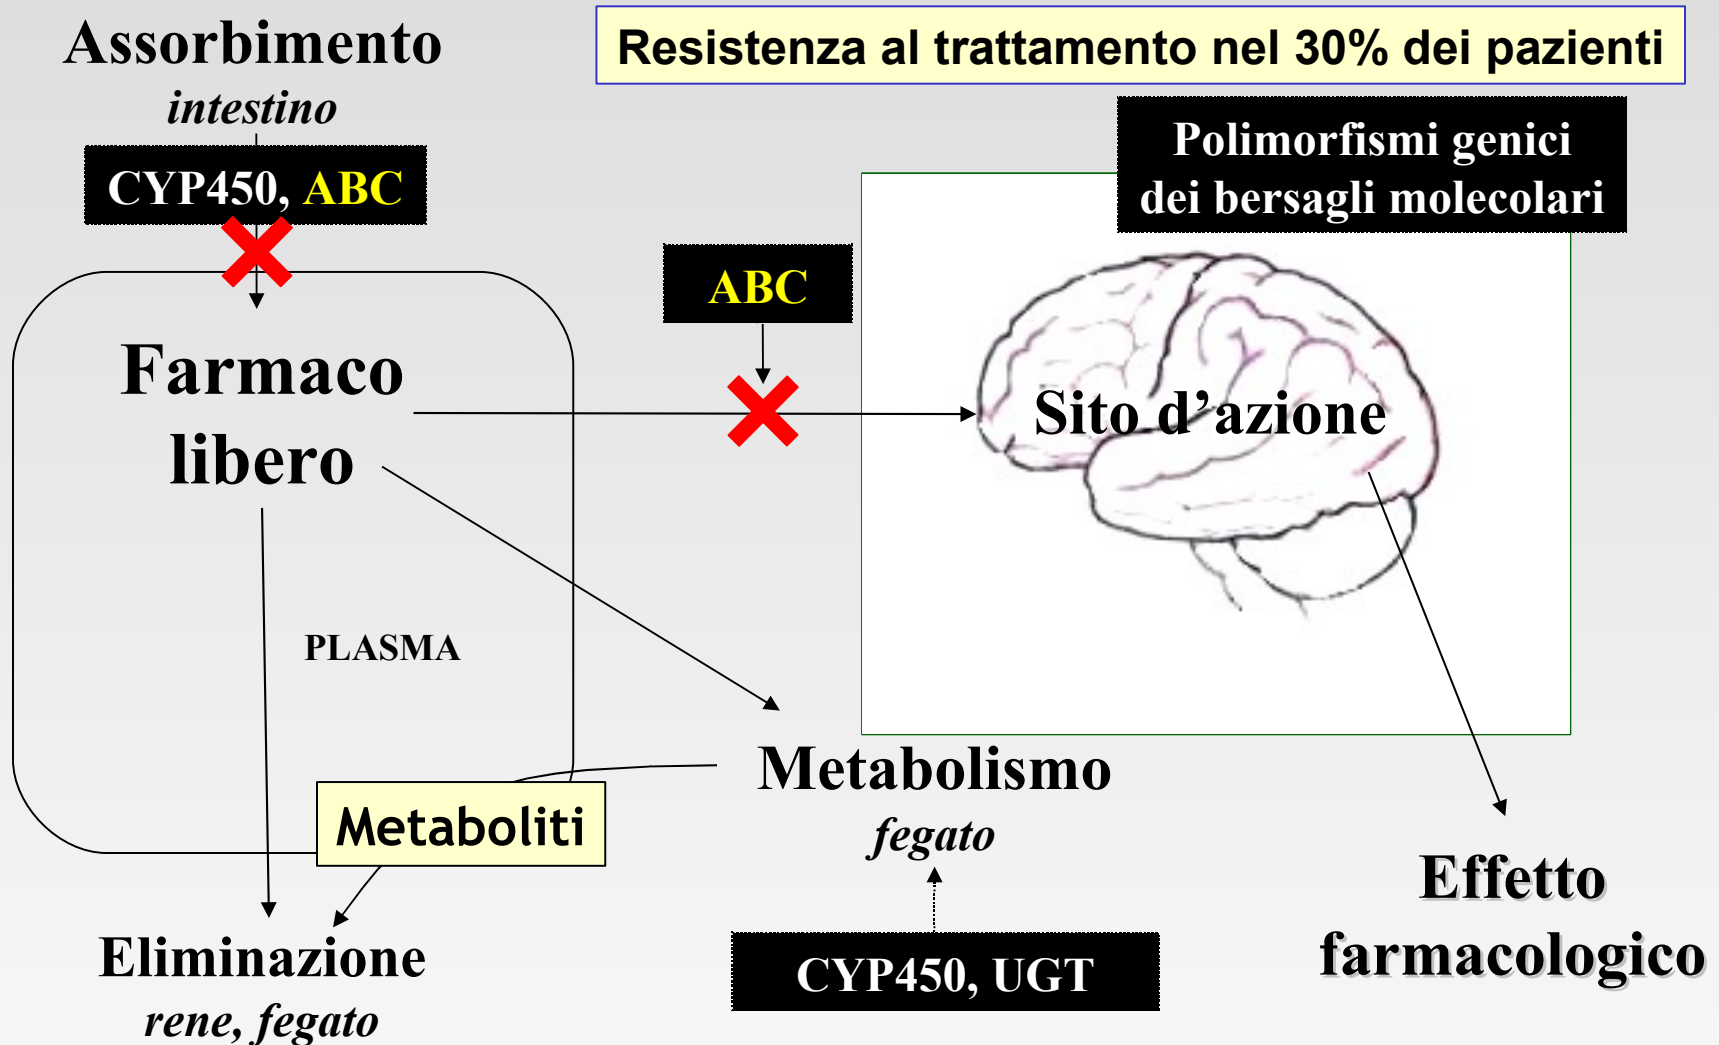 Assorbimento
intestino
Resistenza al trattamento nel 30% dei pazienti
CYP450, ABC
Polimorfismi genici
dei bersagli molecolari
ABC
Farmaco
libero
Sito d’azione
PLASMA
Metabolismo
fegato
Metaboliti
Effetto
farmacologico
Eliminazione
rene, fegato
CYP450, UGT